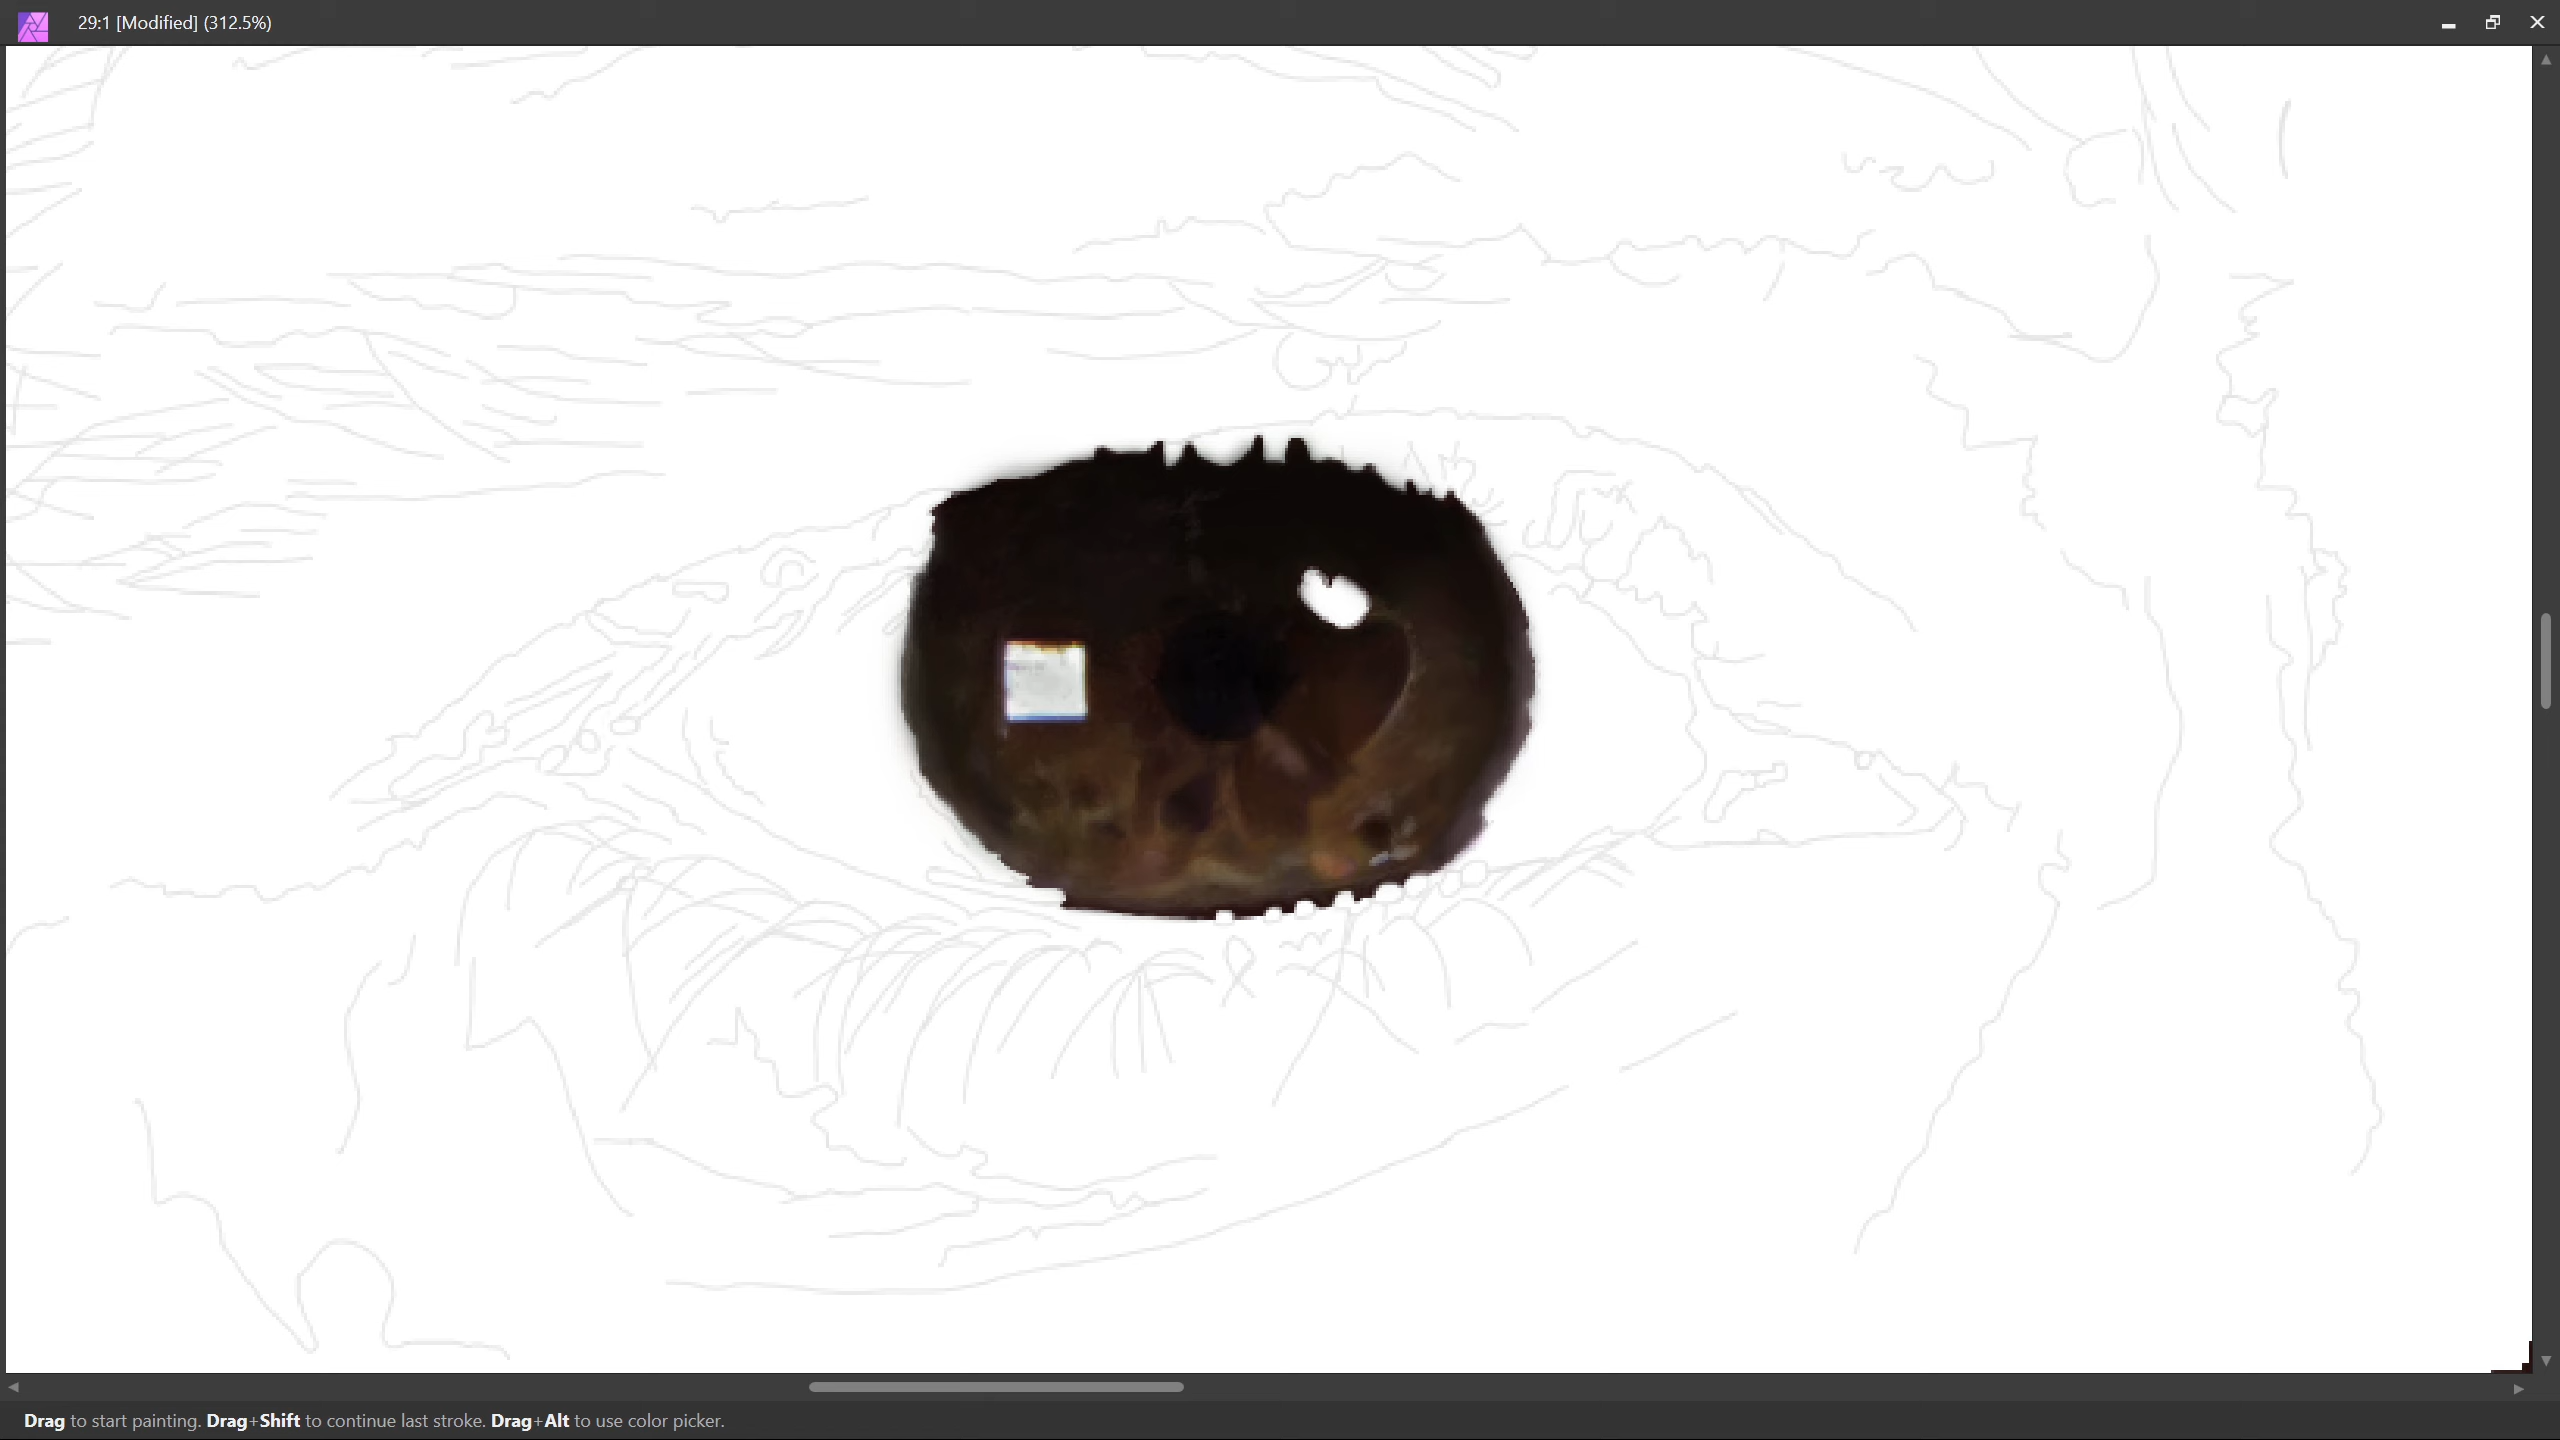 29:1 [Modified] (312.5%)
Drag to start painting. Drag+Shift to continue last stroke. Drag+Alt to use color picker.